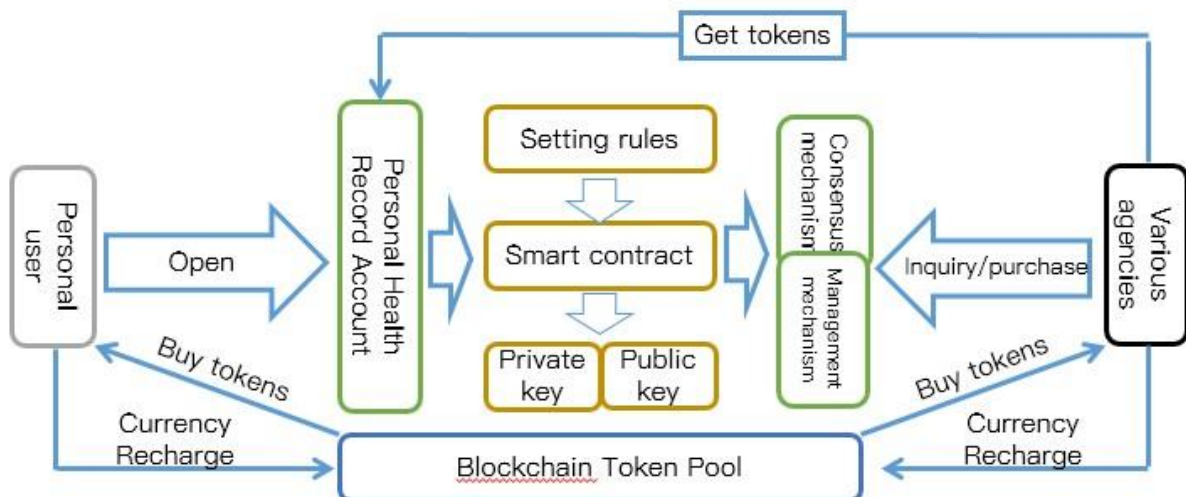 Get tokens
Personal Health
Record Account
Setting rules
Consensus
mechanism
Personal
user
Open
Smart contract
Management
mechanism
Inquiry/purchase
Various
agencies
Private
key
Public
key
Buy tokens
Buy tokens
Currency
Recharge
Blockchain Token Pool
Currency
Recharge